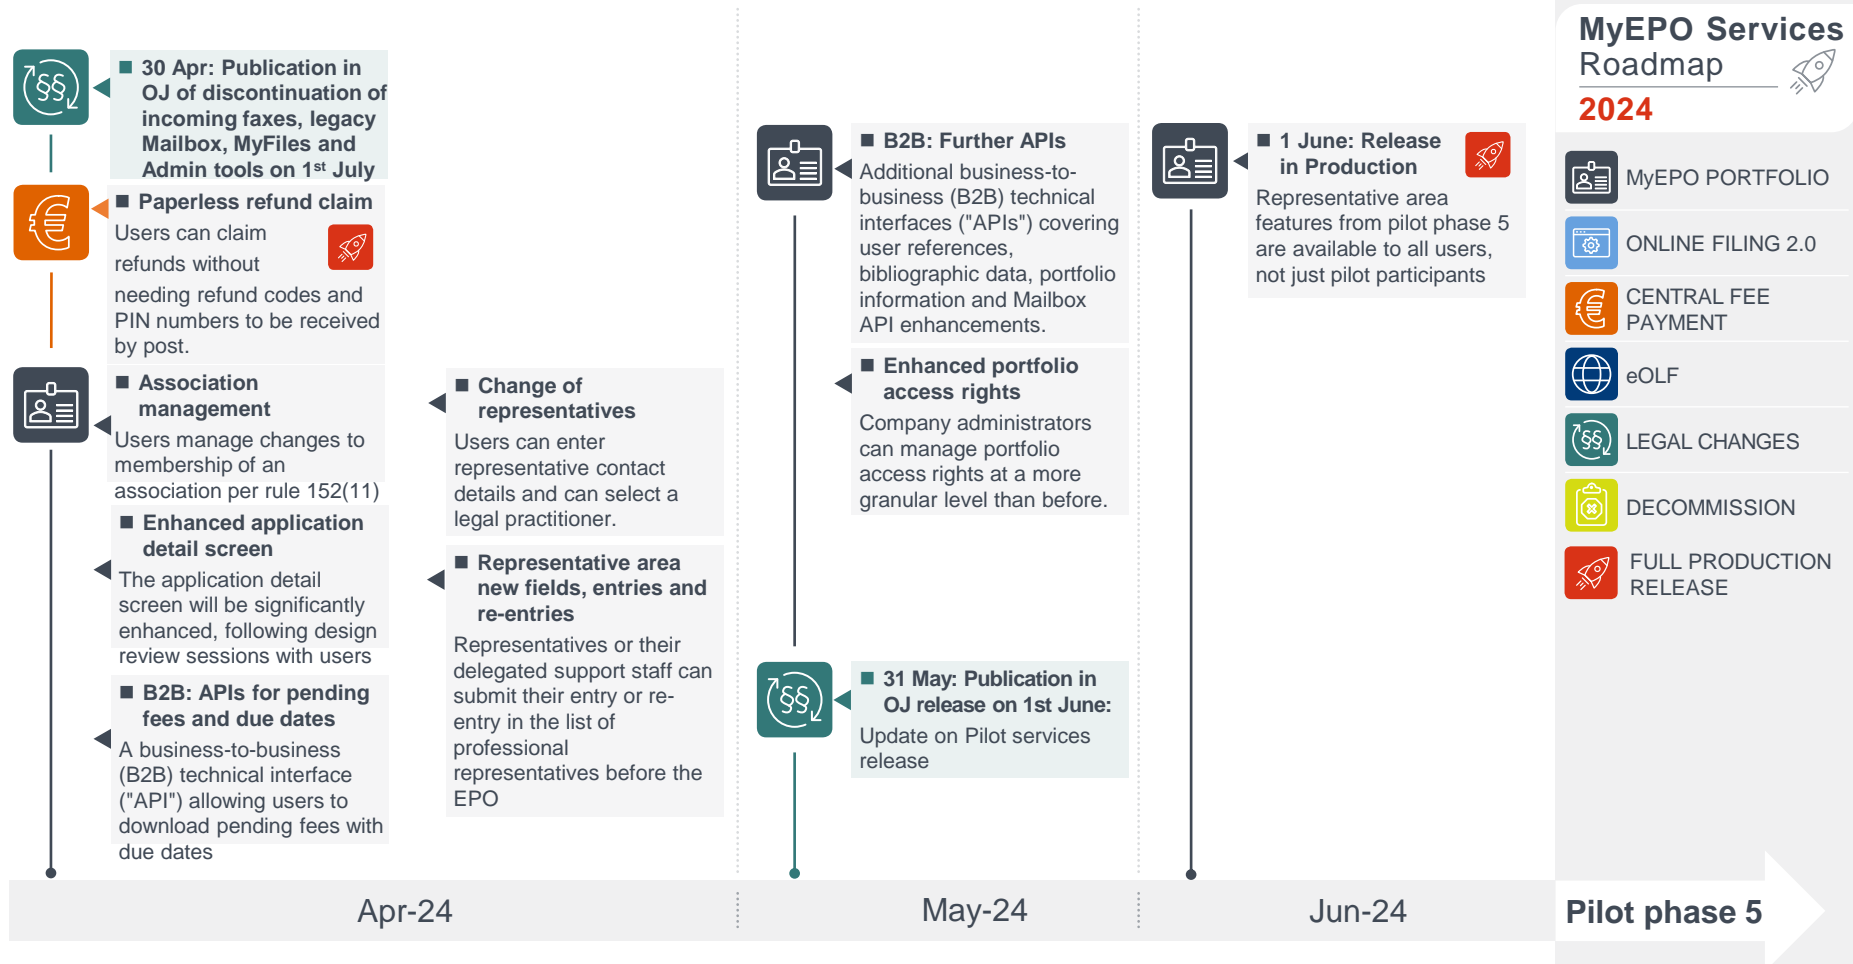 30 Apr: Publication in
OJ of discontinuation of
incoming faxes, legacy
Mailbox, MyFiles and
Admin tools on 1st July
Paperless refund claim
Users can claim
refunds without
needing refund codes and
PIN numbers to be received
by post.
Association
management
Users manage changes to
membership of an
association per rule 152(11)
Enhanced application
detail screen
The application detail
screen will be significantly
enhanced, following design
review sessions with users
B2B: APIs for pending
fees and due dates
A business-to-business
(B2B) technical interface
("API") allowing users to
download pending fees with
due dates
Change of
representatives
Users can enter
representative contact
details and can select a
legal practitioner.
Representative area
new fields, entries and
re-entries
Representatives or their
delegated support staff can
submit their entry or re-
entry in the list of
professional
representatives before the
EPO
B2B: Further APIs
Additional business-to-
business (B2B) technical
interfaces ("APIs") covering
user references,
bibliographic data, portfolio
information and Mailbox
API enhancements.
Enhanced portfolio
access rights
Company administrators
can manage portfolio
access rights at a more
granular level than before.
31 May: Publication in
OJ release on 1st June:
Update on Pilot services
release
1 June: Release
in Production
Representative area
features from pilot phase 5
are available to all users,
not just pilot participants
MyEPO Services
Roadmap
2024
MyEPO PORTFOLIO
ONLINE FILING 2.0
CENTRAL FEE
PAYMENT
eOLF
§§ LEGAL CHANGES
DECOMMISSION
FULL PRODUCTION
RELEASE
Apr-24
May-24
Jun-24
Pilot phase 5